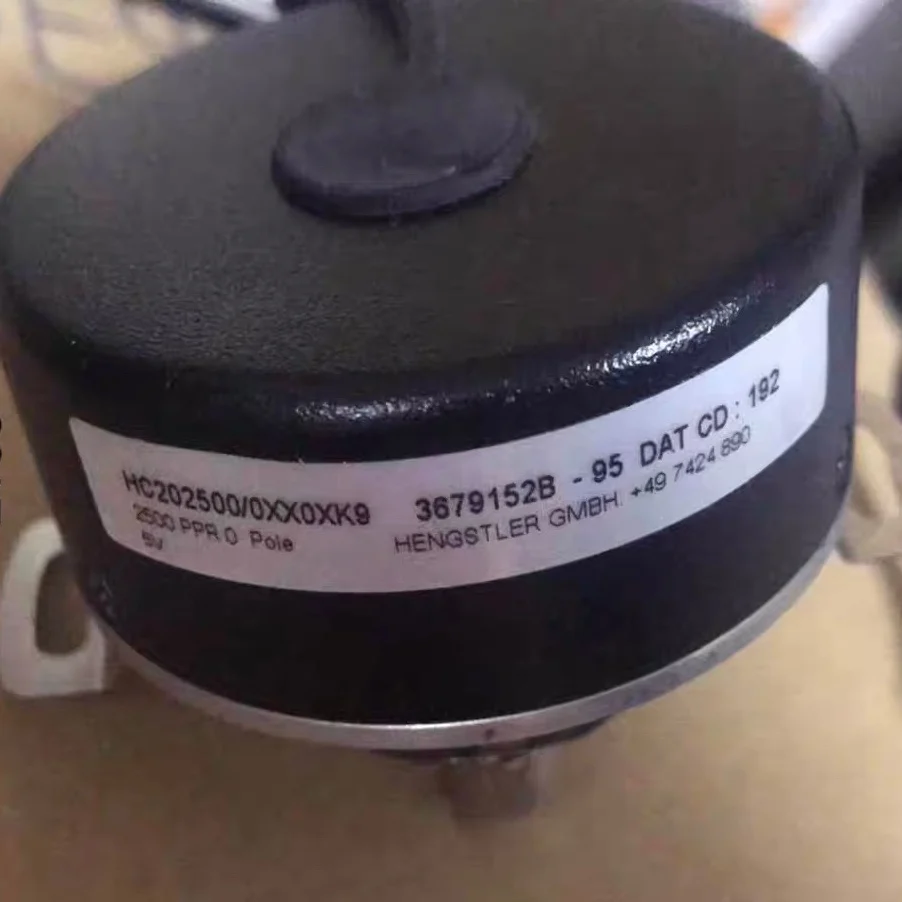 HC202500/0XX0XK9 3679152B - 95 DAT CD : 192
2500 PPR 0 Pole HENGSTLER GMBH. +49 7424 890
5V